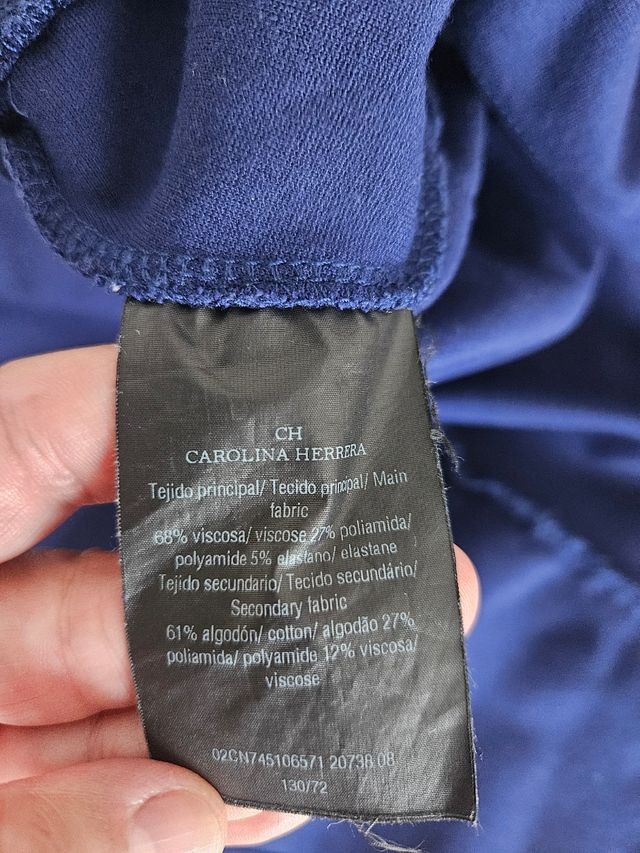 CH
CAROLINA HERRERA
Tejido principal/ Tecido principal/ Main
fabric
68% viscosa/ viscose 27% poliamida/
polyamide 5% elastano/ elastane
Tejido secundario/ Tecido secundário/
Secondary fabric
61% algodón/ cotton/ algodão 27%
poliamida/ polyamide 12% viscosa/
viscose
02CN745106571 20738 08
130/72